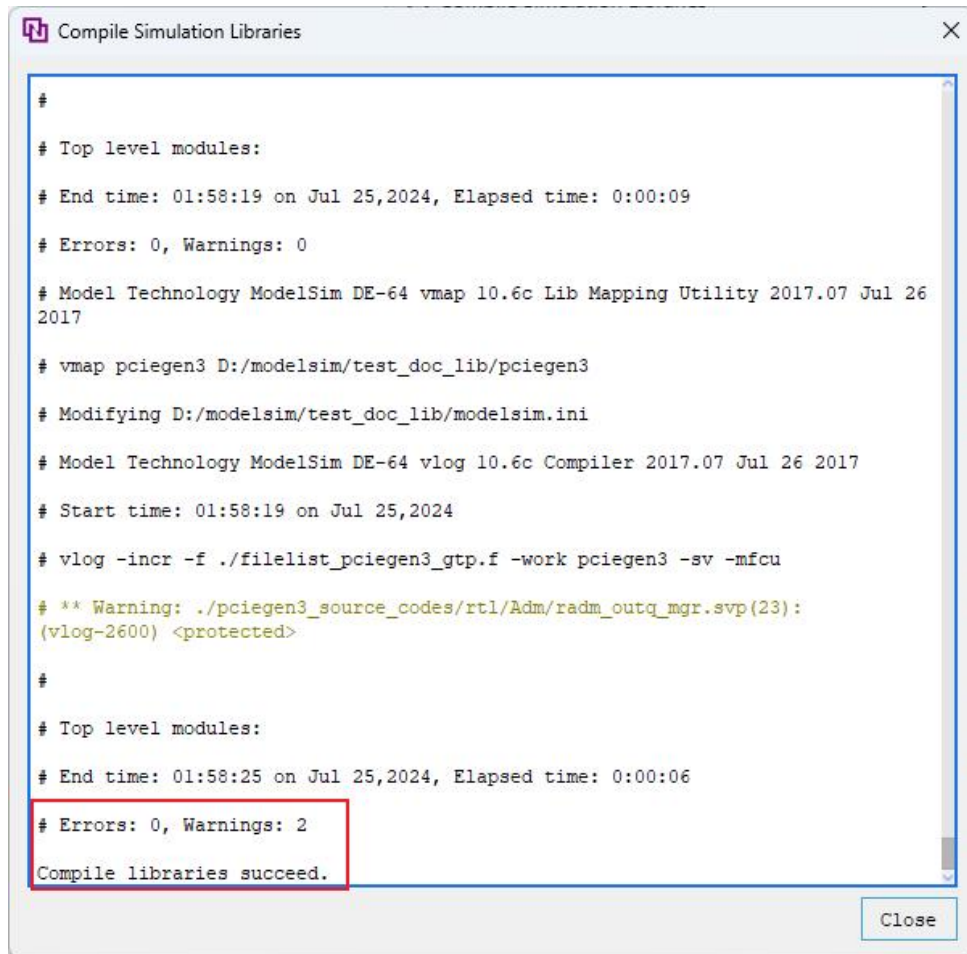 Compile Simulation Libraries
#
# Top level modules:
# End time: 01:58:19 on Jul 25,2024, Elapsed time: 0:00:09
# Errors: 0, Warnings: 0
# Model Technology ModelSim DE-64 vmap 10.6c Lib Mapping Utility 2017.07 Jul 26
2017
# vmap pciegen3 D:/modelsim/test_doc_lib/pciegen3
# Modifying D:/modelsim/test_doc_lib/modelsim.ini
# Model Technology ModelSim DE-64 vlog 10.6c Compiler 2017.07 Jul 26 2017
# Start time: 01:58:19 on Jul 25,2024
# vlog -incr -f ./filelist_pciegen3_gtp.f -work pciegen3 -sv -mfcu
# ** Warning: ./pciegen3_source_codes/rtl/Adm/radm_outq_mgr.svp(23):
(vlog-2600) <protected>
#
# Top level modules:
# End time: 01:58:25 on Jul 25,2024, Elapsed time: 0:00:06
# Errors: 0, Warnings: 2
Compile libraries succeed.
Close